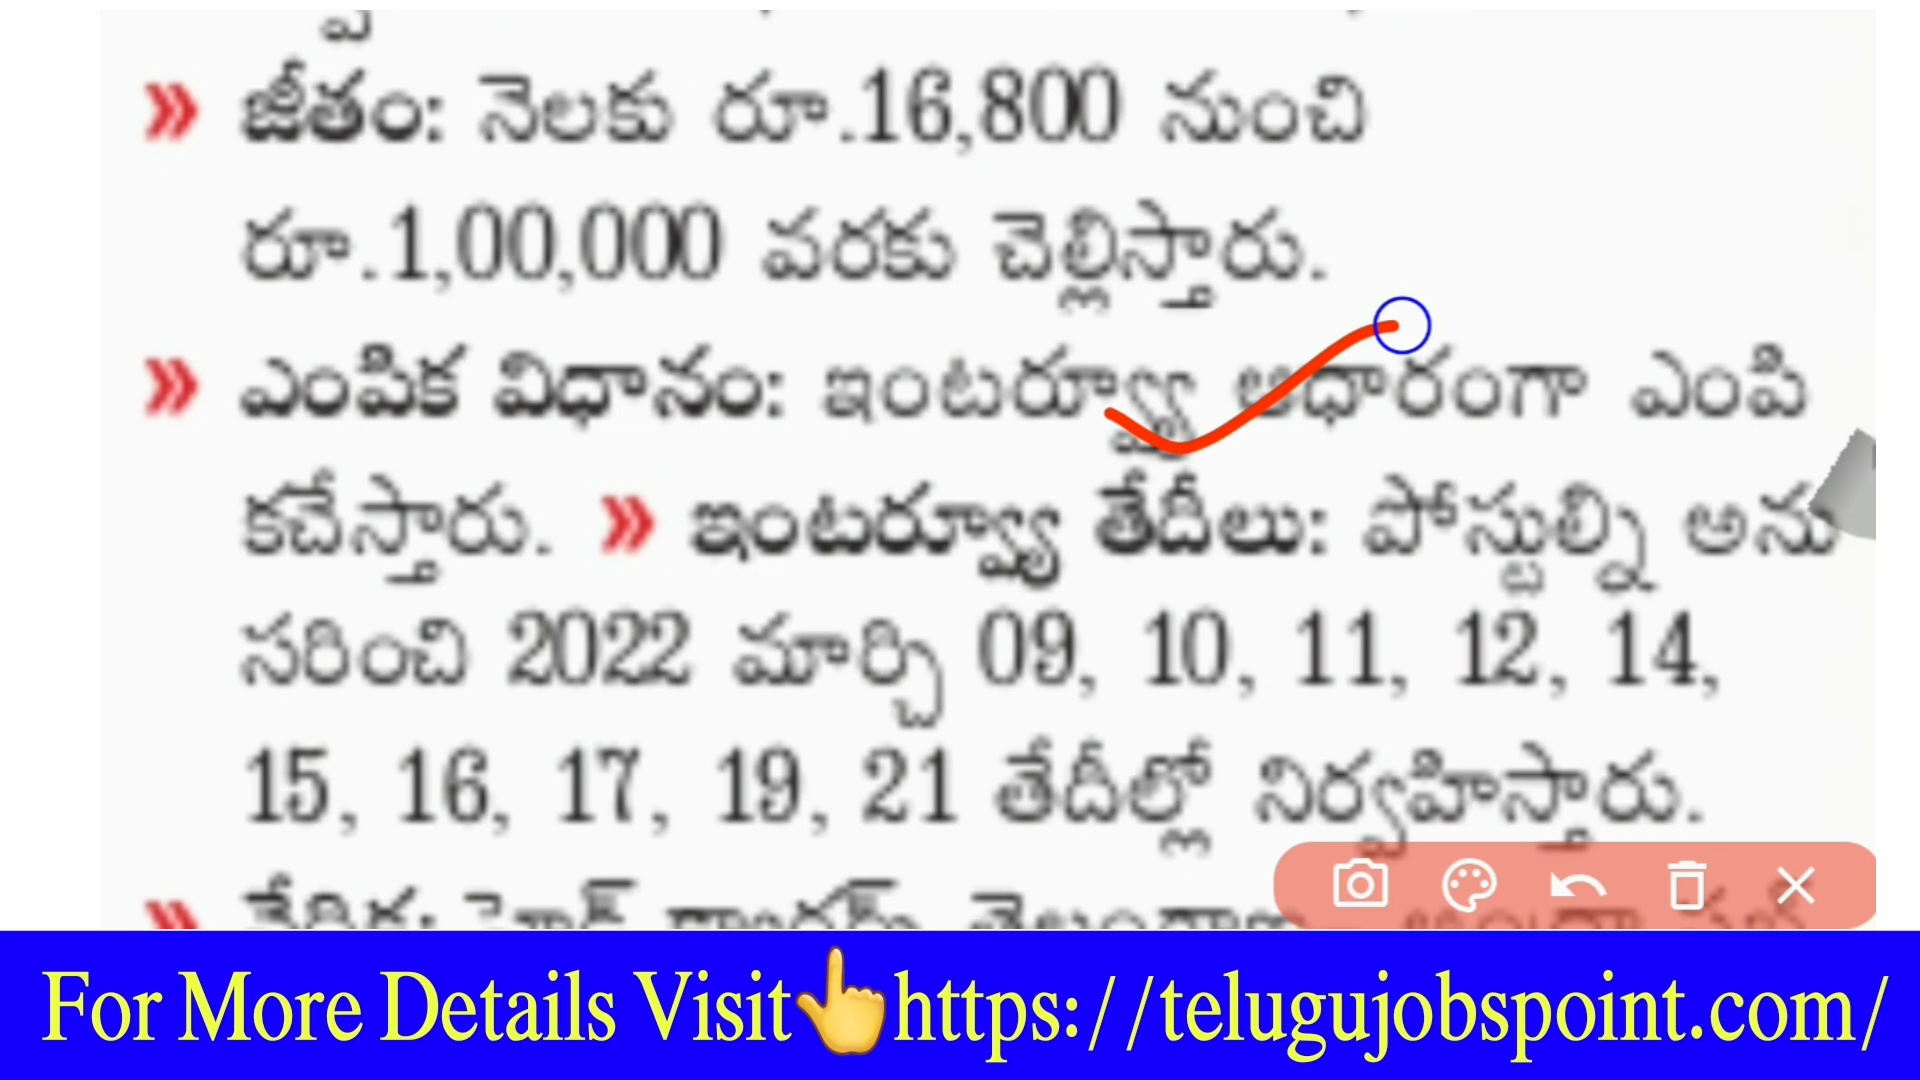 » జీతం: నెలకు రూ.16,800 నుంచి
రూ.1,00,000 వరకు చెల్లిస్తారు.
» ఎంపిక విధానం: ఇంటర్వ్యూ ఆధారంగా ఎంపి
కచేస్తారు. » ఇంటర్వ్యూ తేదీలు: పోస్టుల్ని అను
సరించి 2022 మార్చి 09, 10, 11, 12, 14,
15, 16, 17, 19, 21 తేదీల్లో నిర్వహిస్తారు.
For More Details Visit👆https://telugujobspoint.com/